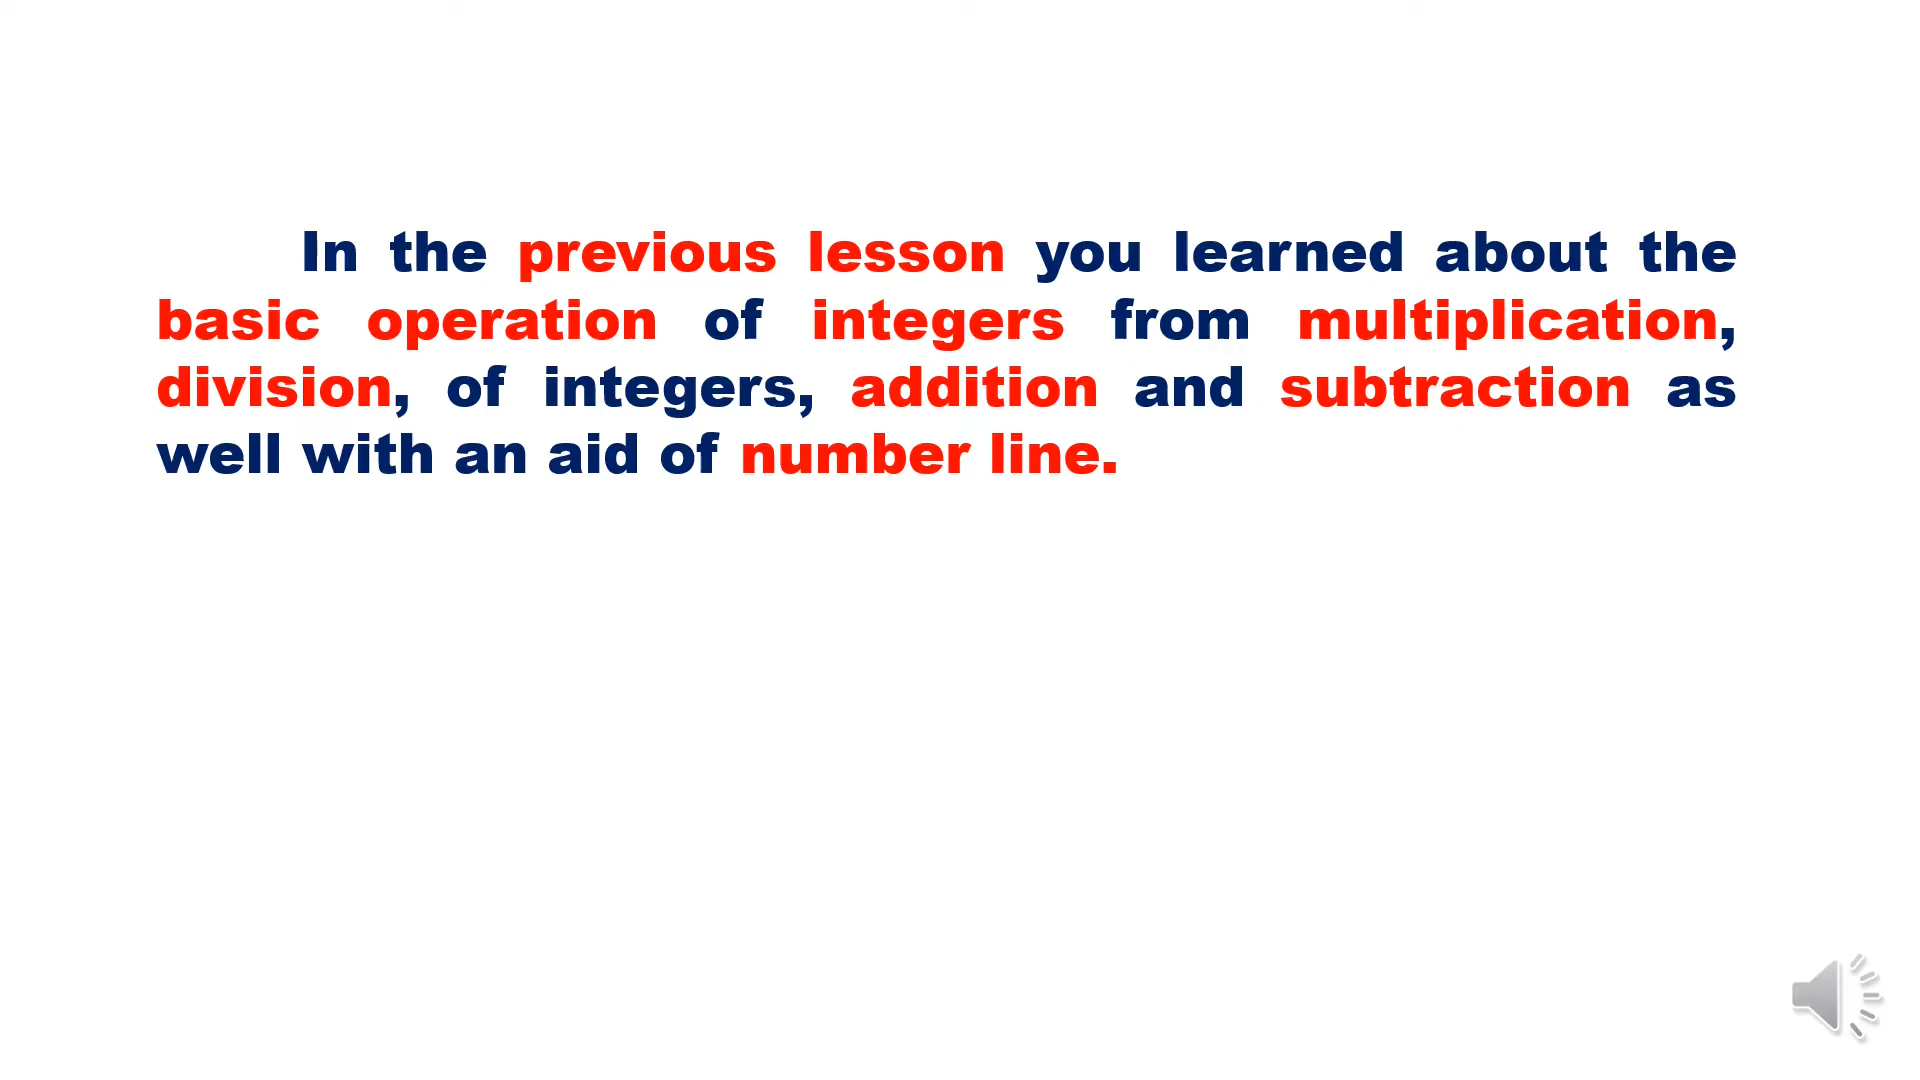 In the previous lesson you learned about the
basic operation of integers from multiplication,
division, of integers, addition and subtraction as
well with an aid of number line.